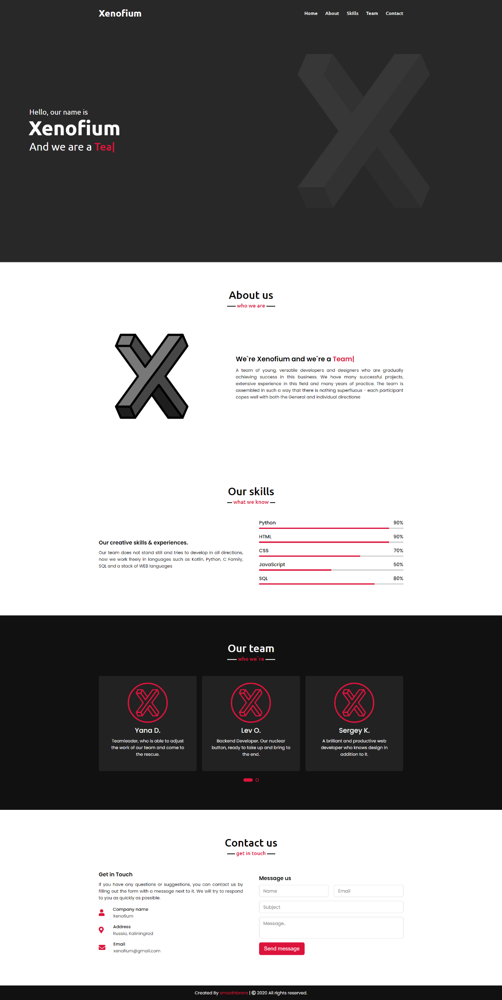 Xenofium
Home About Skills Team Contact
Hello, our name is
Xenofium
And we are a Tea|
About us
who we are
We`re Xenofium and we`re a Team|
A team of young, versatile developers and designers who are gradually
achieving success in this business. We have many successful projects,
extensive experience in this field and many years of practice. The team is
assembled in such a way that there is nothing superfluous - each participant
copes well with both the General and individual directionю
Our skills
what we know
Our creative skills & experiences.
Our team does not stand still and tries to develop in all directions,
now we work freely in languages such as Kotlin, Python, C Family,
SQL and a stack of WEB languages
Python 90%
HTML 90%
CSS 70%
JavaScript 50%
SQL 80%
Our team
who we`re
Yana D.
Teamleader, who is able to adjust
the work of our team and come to
the rescue.
Lev O.
Backend Developer. Our nuclear
button, ready to take up and bring to
the end.
Sergey K.
A brilliant and productive web
developer who knows design in
addition to it.
Contact us
get in touch
Get in Touch
If you have any questions or suggestions, you can contact us by
filling out the form with a message next to it. We will try to respond
to you as quickly as possible.
Company name
Xenofium
Address
Russia, Kaliningrad
Email
xenofium@gmail.com
Message us
Name Email
Subject
Message..
Send message
Created By smoothbronx | © 2020 All rights reserved.